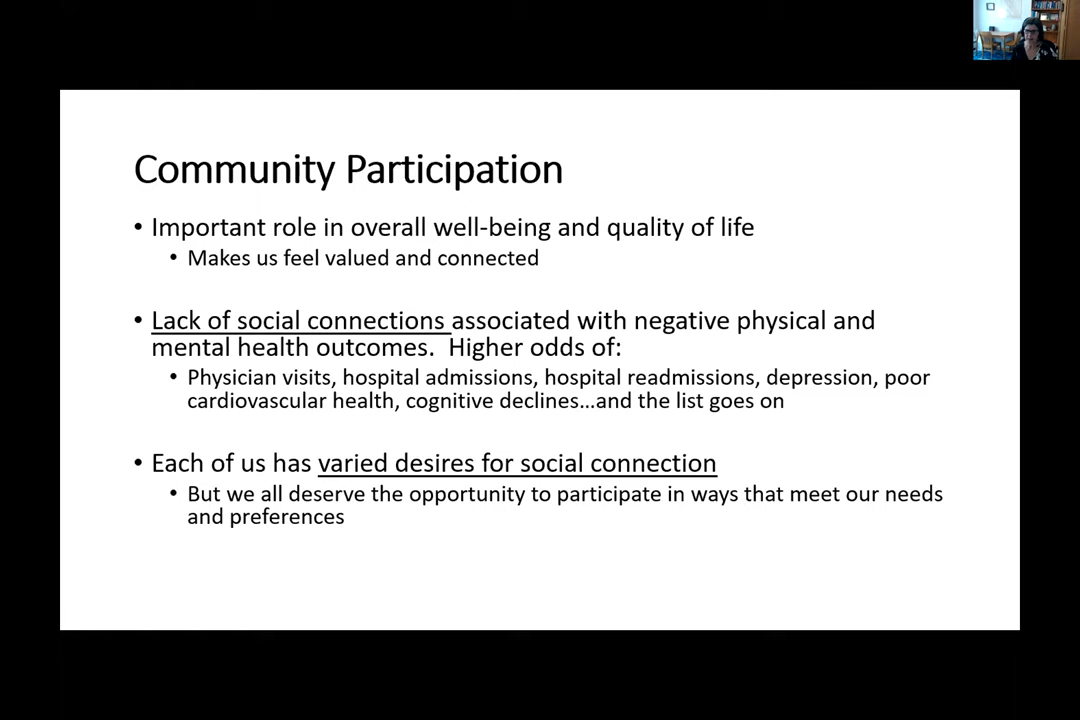 Community Participation
• Important role in overall well-being and quality of life
• Makes us feel valued and connected
• Lack of social connections associated with negative physical and
mental health outcomes.  Higher odds of:
• Physician visits, hospital admissions, hospital readmissions, depression, poor
cardiovascular health, cognitive declines…and the list goes on
• Each of us has varied desires for social connection
• But we all deserve the opportunity to participate in ways that meet our needs
and preferences